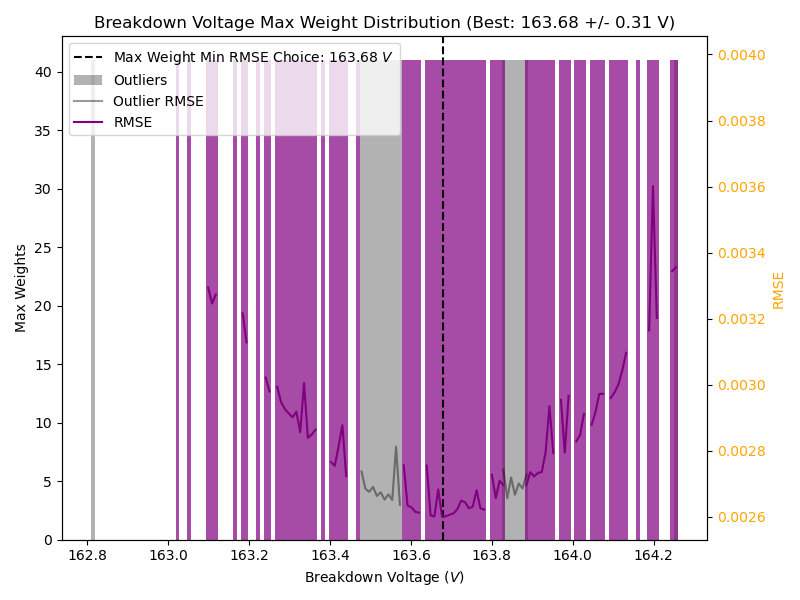 Breakdown Voltage Max Weight Distribution (Best: 163.68 +/- 0.31 V)
Max Weight Min RMSE Choice: 163.68 V
Outliers
Outlier RMSE
RMSE
Max Weights
40
35
30
25
20
15
10
5
0
0.0040
0.0038
0.0036
0.0034
0.0032
0.0030
0.0028
0.0026
RMSE
162.8 163.0 163.2 163.4 163.6 163.8 164.0 164.2
Breakdown Voltage (V)